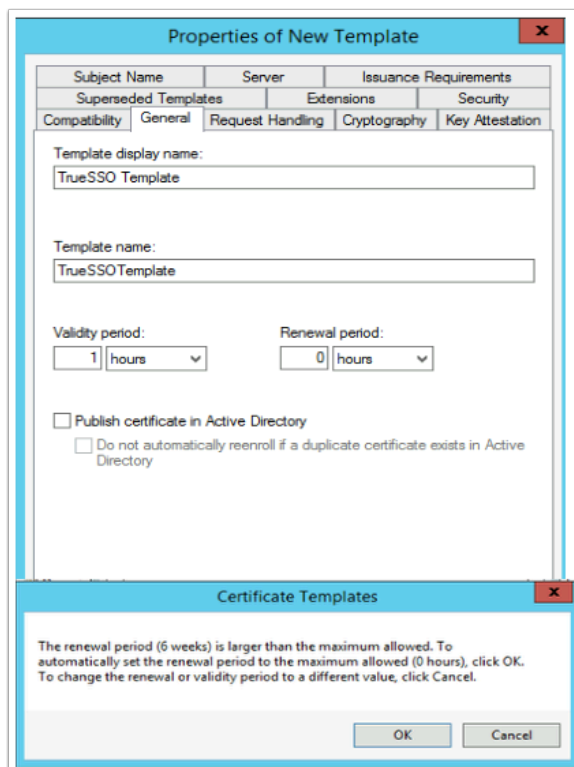 Properties of New Template
x
Subject Name Server Issuance Requirements
Superseded Templates Extensions Security
Compatibility General Request Handling Cryptography Key Attestation
Template display name:
TrueSSO Template
Template name:
TrueSSOTemplate
Validity period: Renewal period:
1 hours 0 hours
Publish certificate in Active Directory
Do not automatically reenroll if a duplicate certificate exists in Active
Directory
Certificate Templates
x
The renewal period (6 weeks) is larger than the maximum allowed. To
automatically set the renewal period to the maximum allowed (0 hours), click OK.
To change the renewal or validity period to a different value, click Cancel.
OK Cancel